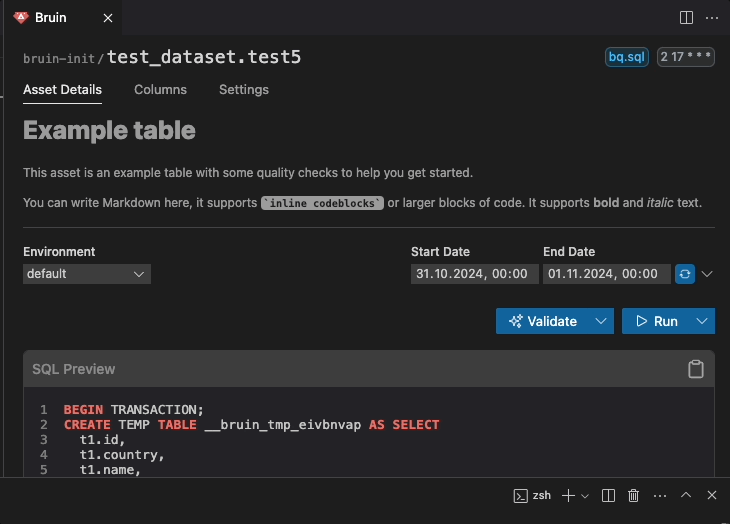 Bruin
bruin-init/test_dataset.test5
bq.sql
2 17 * * *
Asset Details
Columns
Settings
Example table
This asset is an example table with some quality checks to help you get started.
You can write Markdown here, it supports `inline codeblocks` or larger blocks of code. It supports bold and italic text.
Environment
Start Date
End Date
default
31.10.2024, 00:00
01.11.2024, 00:00
Validate
Run
SQL Preview
1 BEGIN TRANSACTION;
2 CREATE TEMP TABLE __bruin_tmp_eivbnvap AS SELECT
3 t1.id,
4 t1.country,
5 t1.name,
zsh